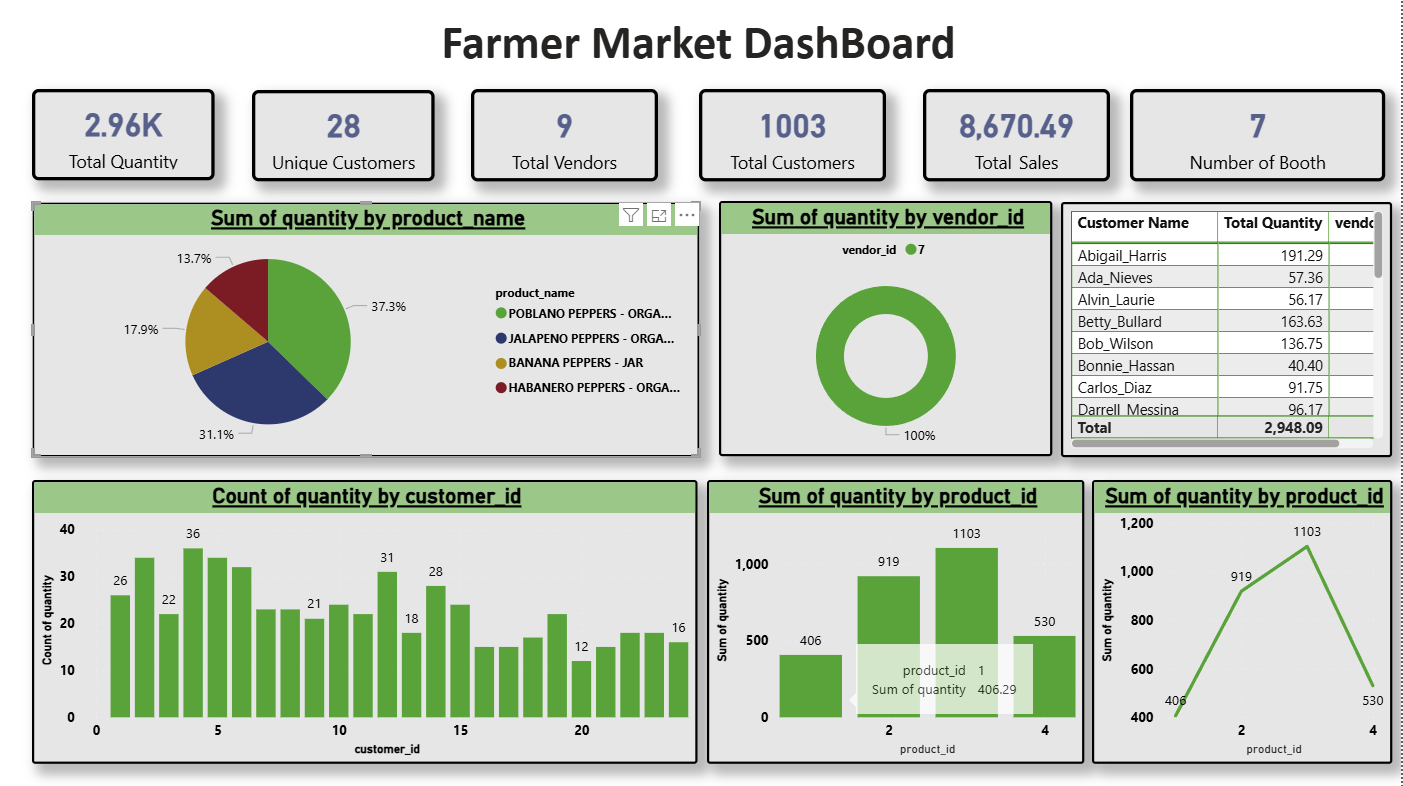 Farmer Market DashBoard
2.96K
Total Quantity
28
Unique Customers
9
Total Vendors
1003
Total Customers
8,670.49
Total Sales
7
Number of Booth
Sum of quantity by product_name
13.7%
37.3%
17.9%
31.1%
product_name
POBLANO PEPPERS - ORGA...
JALAPENO PEPPERS - ORGA...
BANANA PEPPERS - JAR
HABANERO PEPPERS - ORGA...
Sum of quantity by vendor_id
vendor_id 7
100%
Customer Name Total Quantity vendo
Abigail_Harris 191.29
Ada_Nieves 57.36
Alvin_Laurie 56.17
Betty_Bullard 163.63
Bob_Wilson 136.75
Bonnie_Hassan 40.40
Carlos_Diaz 91.75
Darrell_Messina 96.17
Total 2,948.09
Count of quantity by customer_id
Count of quantity
40
30
20
10
0
26 22 36 21 31 18 28 12 16
0 5 10 15 20
customer_id
Sum of quantity by product_id
Sum of quantity
1,000
500
0
406 919 1103 530
product_id 1
Sum of quantity 406.29
2 4
product_id
Sum of quantity by product_id
Sum of quantity
1,200
1,000
800
600
400
406 919 1103 530
2 4
product_id